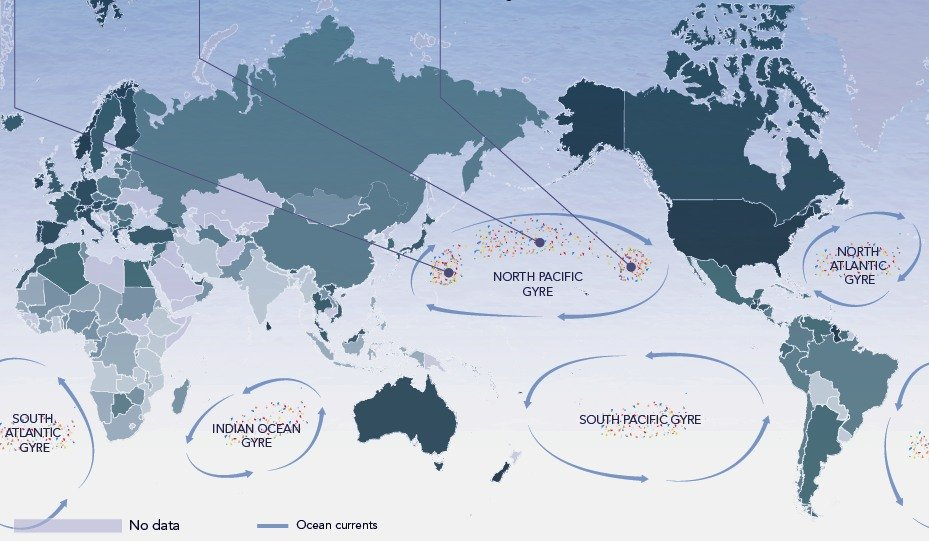 NORTH PACIFIC
GYRE
NORTH
ATLANTIC
GYRE
SOUTH
ATLANTIC
GYRE
INDIAN OCEAN
GYRE
SOUTH PACIFIC GYRE
No data
Ocean currents